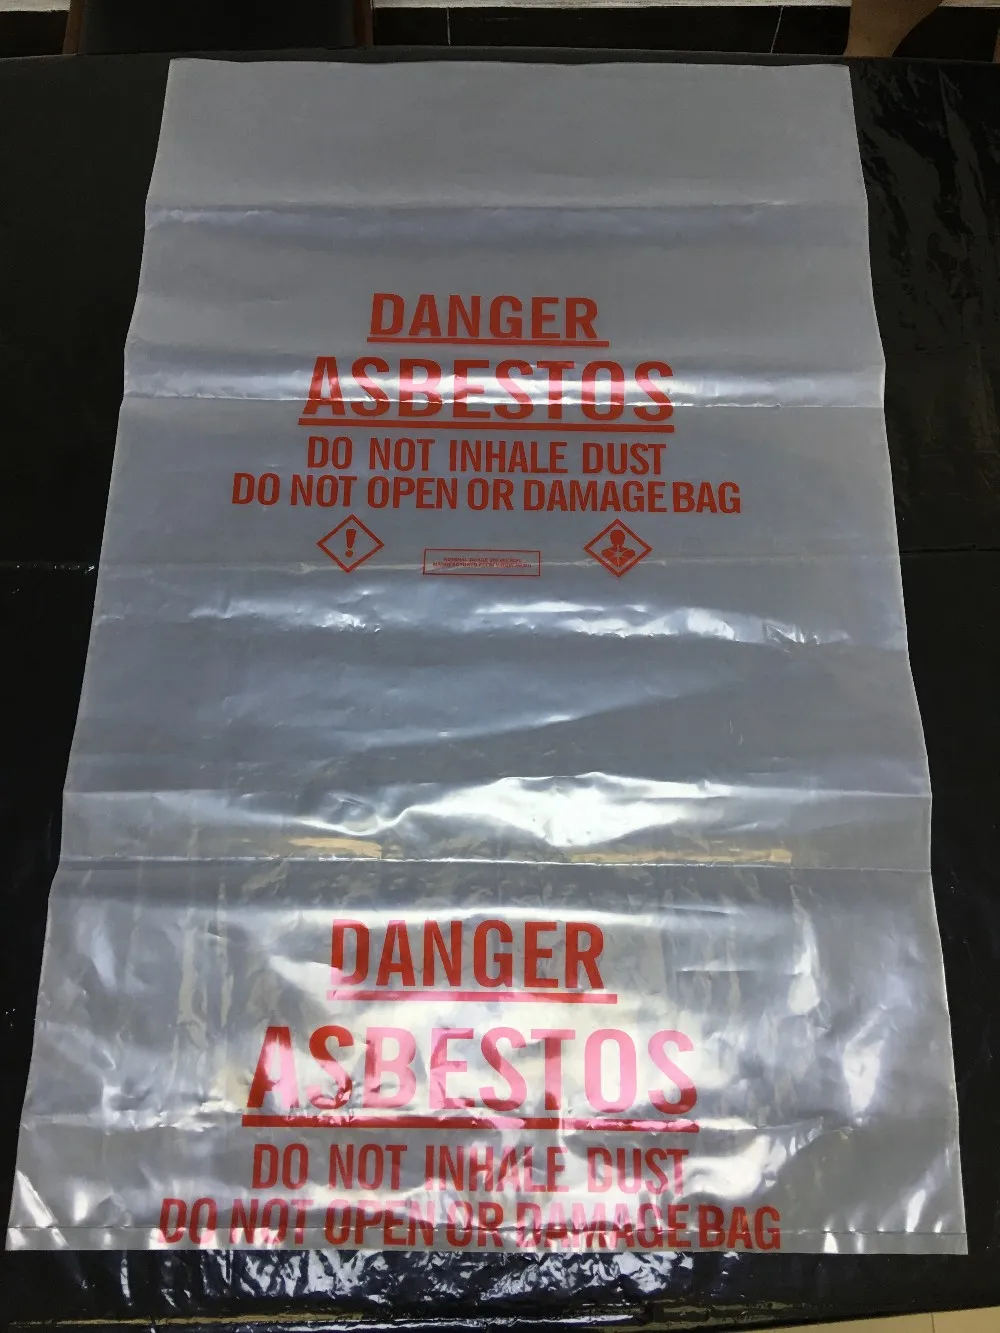 DANGER
ASBESTOS
DO NOT INHALE DUST
DO NOT OPEN OR DAMAGE BAG
DANGER
ASBESTOS
DO NOT INHALE DUST
DO NOT OPEN OR DAMAGE BAG